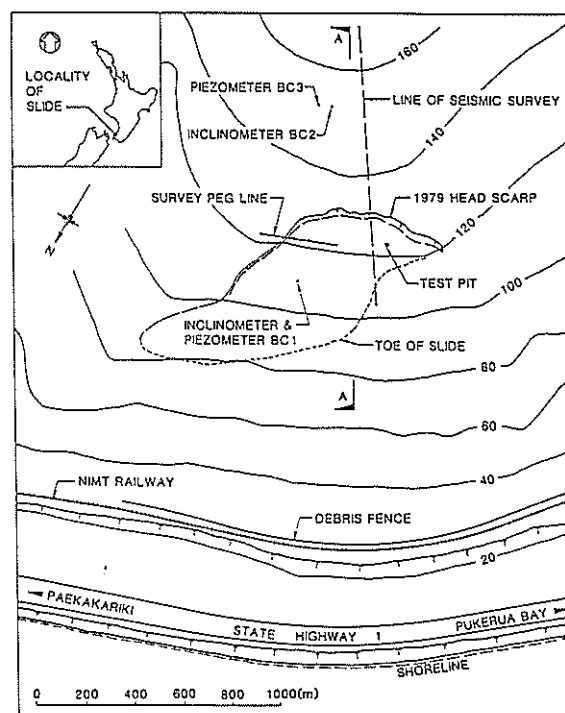 A
160
LOCALITY
OF
SLIDE
PIEZOMETER BC3
LINE OF SEISMIC SURVEY
INCLINOMETER BC2
140
SURVEY PEG LINE
1979 HEAD SCARP
120
N
TEST PIT
100
INCLINOMETER &
PIEZOMETER BC1
TOE OF SLIDE
80
A
60
40
NIMT RAILWAY
DEBRIS FENCE
20
PAEKAKARIKI
STATE HIGHWAY 1
PUKERUA BAY
SHORELINE
0 200 400 600 800 1000(m)